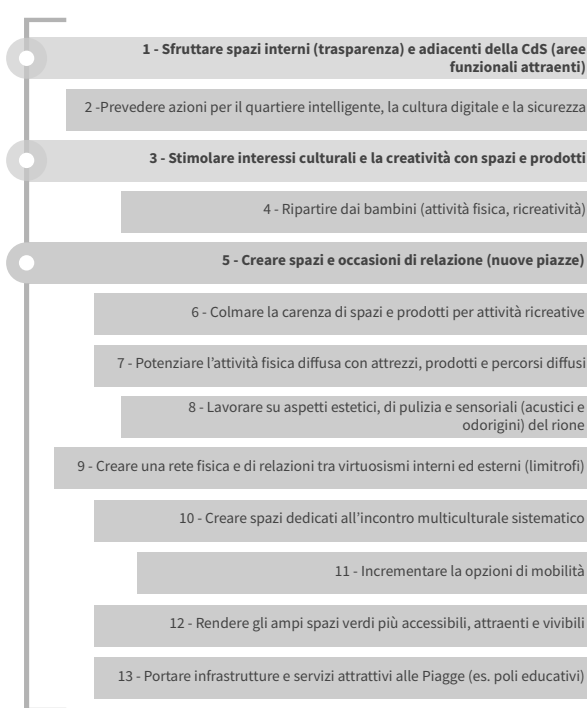 1 - Sfruttare spazi interni (trasparenza) e adiacenti della CdS (aree
funzionali attraenti)
2 -Prevedere azioni per il quartiere intelligente, la cultura digitale e la sicurezza
3 - Stimolare interessi culturali e la creatività con spazi e prodotti
4 - Ripartire dai bambini (attività fisica, ricreatività)
5 - Creare spazi e occasioni di relazione (nuove piazze)
6 - Colmare la carenza di spazi e prodotti per attività ricreative
7 - Potenziare l'attività fisica diffusa con attrezzi, prodotti e percorsi diffusi
8 - Lavorare su aspetti estetici, di pulizia e sensoriali (acustici e
odorigini) del rione
9 - Creare una rete fisica e di relazioni tra virtuosismi interni ed esterni (limitrofi)
10 - Creare spazi dedicati all'incontro multiculturale sistematico
11 - Incrementare la opzioni di mobilità
12 - Rendere gli ampi spazi verdi più accessibili, attraenti e vivibili
13 - Portare infrastrutture e servizi attrattivi alle Piagge (es. poli educativi)